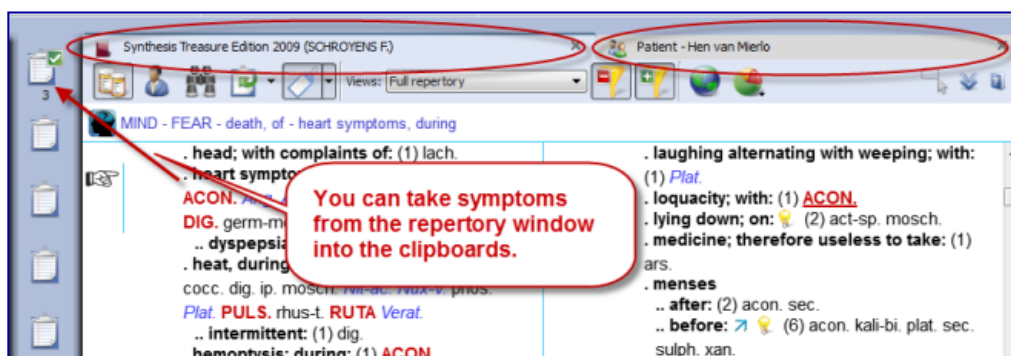 Synthesis Treasure Edition 2009 (SCHROYENS F.)
Patient - Hen van Mierlo
Views: Full repertory
3
MIND - FEAR - death, of - heart symptoms, during
. head; with complaints of: (1) lach.
. heart
ACON.
DIG. germ-m
.. dyspepsia
. heat, during
cocc. dig. ip. mosch. Nit-ac. Nux-v. phos.
Plat. PULS. rhus-t. RUTA Verat.
.. intermittent: (1) dig.
hemoptysis; during: (1) ACON.
You can take symptoms
from the repertory window
into the clipboards.
. laughing alternating with weeping; with:
(1) Plat.
. loquacity; with: (1) ACON.
. lying down; on: (2) act-sp. mosch.
. medicine; therefore useless to take: (1)
ars.
. menses
.. after: (2) acon. sec.
.. before: (6) acon. kali-bi. plat. sec.
sulph. xan.